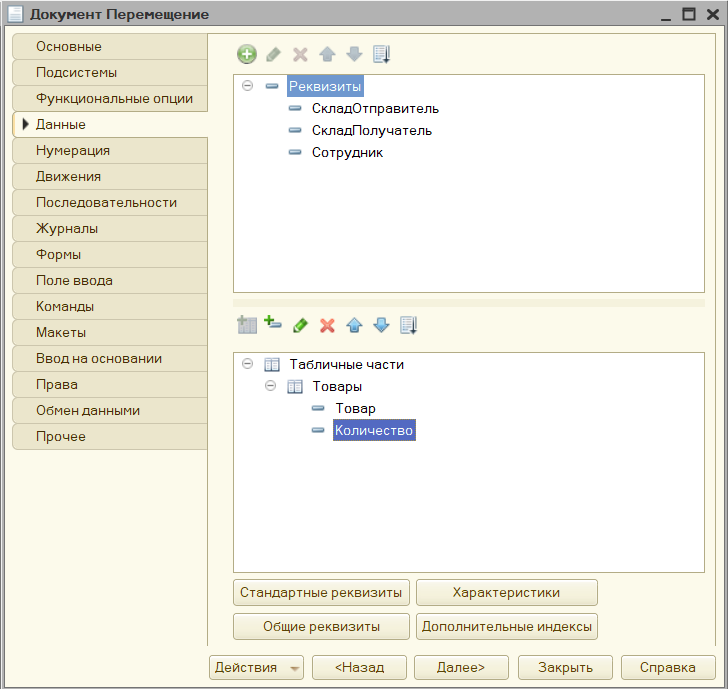 Документ Перемещение
Основные
Подсистемы
Функциональные опции
Данные
Нумерация
Движения
Последовательности
Журналы
Формы
Поле ввода
Команды
Макеты
Ввод на основании
Права
Обмен данными
Прочее
Реквизиты
СкладОтправитель
СкладПолучатель
Сотрудник
Табличные части
Товары
Товар
Количество
Стандартные реквизиты
Характеристики
Общие реквизиты
Дополнительные индексы
Действия
<Назад
Далее>
Закрыть
Справка